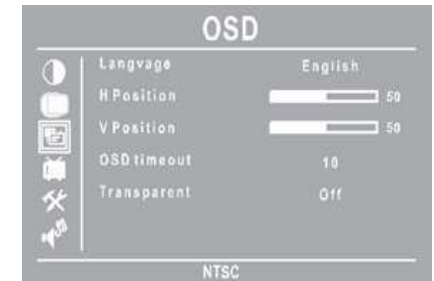 OSD
Langvage English
H Position 50
V Position 50
OSD timeout 10
Transparent Off
NTSC